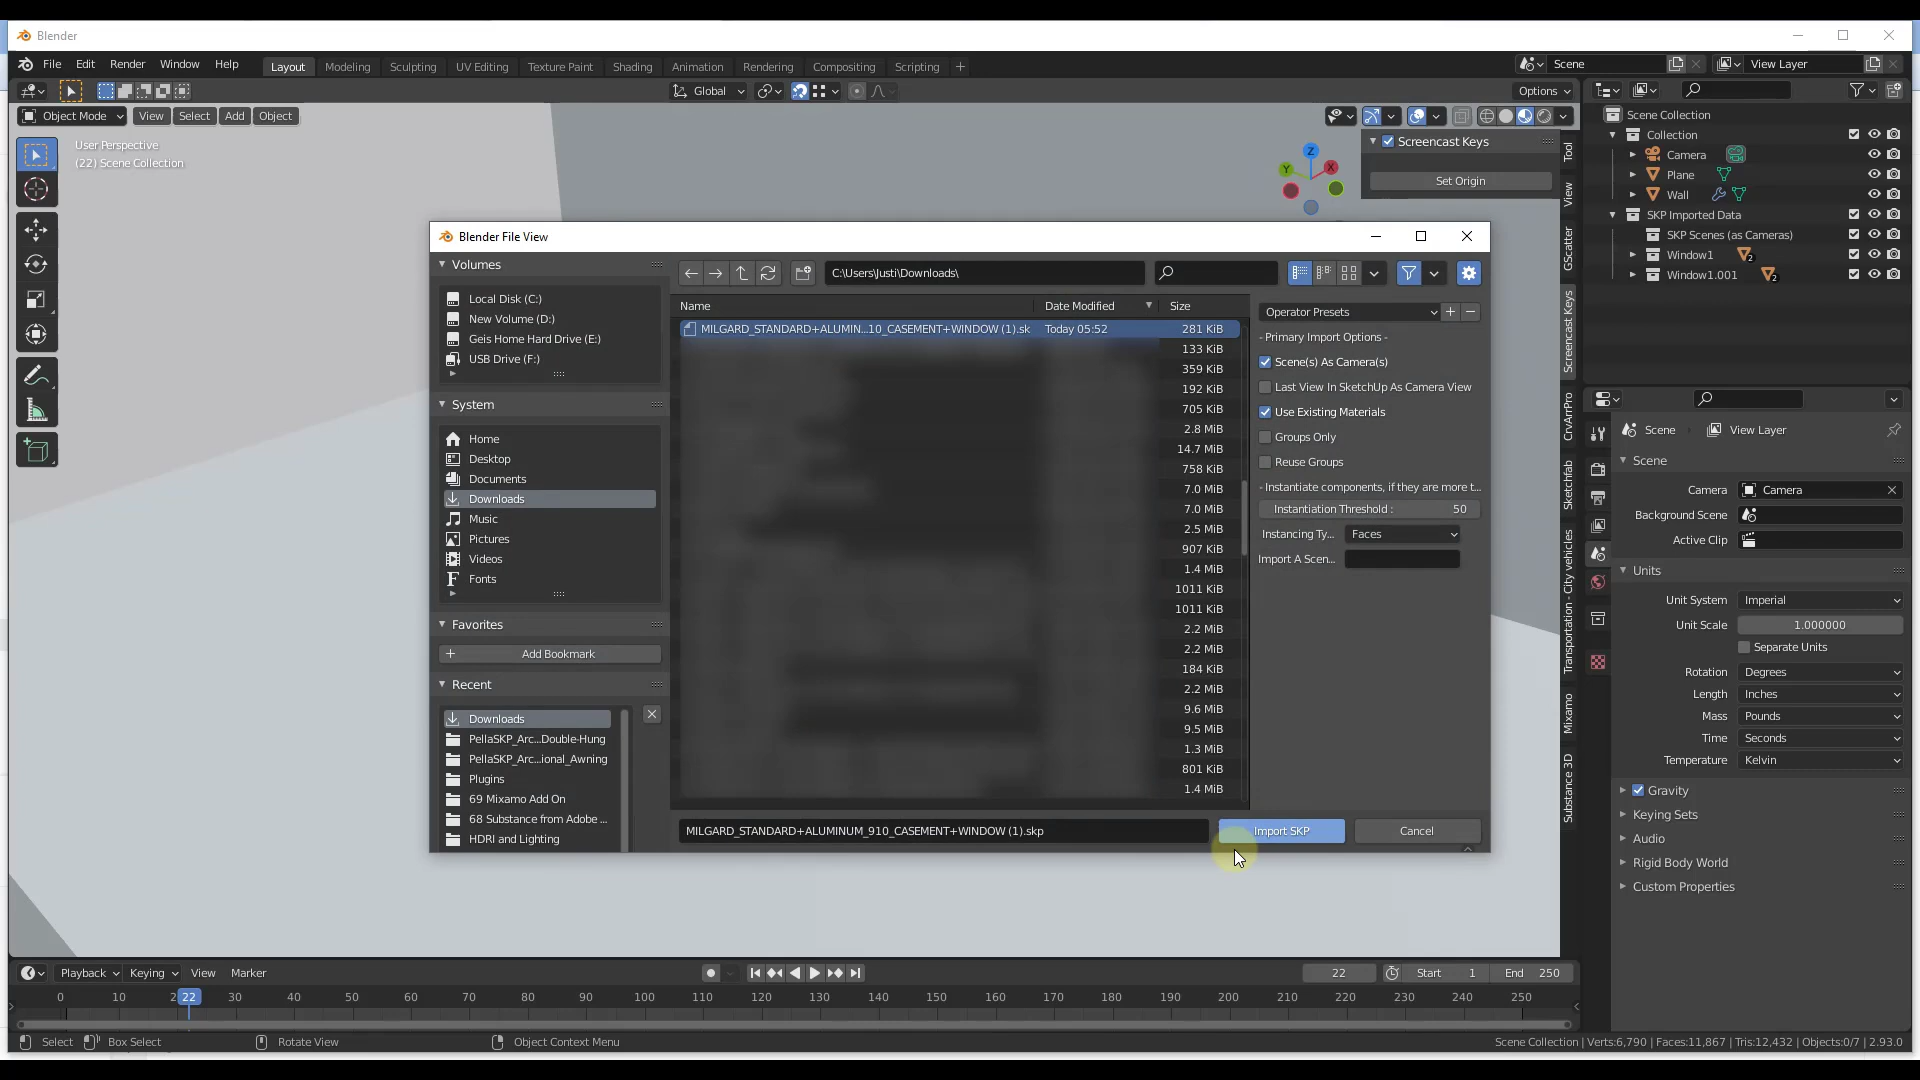 Blender
File Edit Render Window Help Layout Modeling Sculpting UV Editing Texture Paint Shading Animation Rendering Compositing Scripting + Scene View Layer
Global Options
Object Mode View Select Add Object
User Perspective
(22) Scene Collection
Z
Y X
Screencast Keys
Set Origin
Tool
View
GScatter
Screencast Keys
CrvArrPro
Sketchfab
Transportation - City vehicles
Mixamo
Substance 3D
Scene Collection
Collection
Camera
Plane
Wall
SKP Imported Data
SKP Scenes (as Cameras)
Window1 2
Window1.001 2
Blender File View
Volumes
Local Disk (C:)
New Volume (D:)
Geis Home Hard Drive (E:)
USB Drive (F:)
System
Home
Desktop
Documents
Downloads
Music
Pictures
Videos
Fonts
Favorites
Add Bookmark
Recent
Downloads
PellaSKP_Arc...Double-Hung
PellaSKP_Arc...ional_Awning
Plugins
69 Mixamo Add On
68 Substance from Adobe ...
HDRI and Lighting
C:\Users\Justi\Downloads\
Name Date Modified Size
MILGARD_STANDARD+ALUMIN...10_CASEMENT+WINDOW (1).sk Today 05:52 281 KiB
133 KiB
359 KiB
192 KiB
705 KiB
2.8 MiB
14.7 MiB
758 KiB
7.0 MiB
7.0 MiB
2.5 MiB
907 KiB
1.4 MiB
1011 KiB
1011 KiB
2.2 MiB
2.2 MiB
184 KiB
2.2 MiB
9.6 MiB
9.5 MiB
1.3 MiB
801 KiB
1.4 MiB
Operator Presets
- Primary Import Options -
Scene(s) As Camera(s)
Last View In SketchUp As Camera View
Use Existing Materials
Groups Only
Reuse Groups
- Instantiate components, if they are more t...
Instantiation Threshold : 50
Instancing Ty... Faces
Import A Scen...
MILGARD_STANDARD+ALUMINUM_910_CASEMENT+WINDOW (1).skp Import SKP Cancel
Scene View Layer
Scene
Camera Camera
Background Scene
Active Clip
Units
Unit System Imperial
Unit Scale 1.000000
Separate Units
Rotation Degrees
Length Inches
Mass Pounds
Time Seconds
Temperature Kelvin
Gravity
Keying Sets
Audio
Rigid Body World
Custom Properties
Playback Keying View Marker 22 Start 1 End 250
0 10 2 22 30 40 50 60 70 80 90 100 110 120 130 140 150 160 170 180 190 200 210 220 230 240 250
Select Box Select Rotate View Object Context Menu Scene Collection | Verts:6,790 | Faces:11,867 | Tris:12,432 | Objects:0/7 | 2.93.0